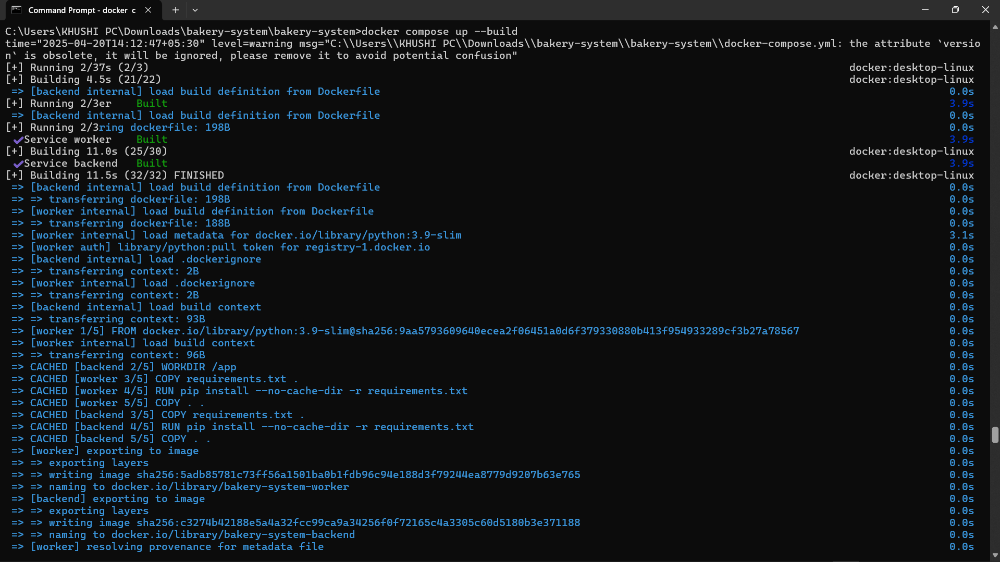 Command Prompt - docker c
C:\Users\KHUSHI PC\Downloads\bakery-system\bakery-system>docker compose up --build
time="2025-04-20T14:12:47+05:30" level=warning msg="C:\\Users\\KHUSHI PC\\Downloads\\bakery-system\\bakery-system\\docker-compose.yml: the attribute `versio
n` is obsolete, it will be ignored, please remove it to avoid potential confusion"
[+] Running 2/37s (2/3) docker:desktop-linux
[+] Building 4.5s (21/22) docker:desktop-linux
=> [backend internal] load build definition from Dockerfile 0.0s
[+] Running 2/3er Built 3.9s
=> [backend internal] load build definition from Dockerfile 0.0s
[+] Running 2/3ring dockerfile: 198B 0.0s
✔Service worker Built 3.9s
[+] Building 11.0s (25/30) docker:desktop-linux
✔Service backend Built 3.9s
[+] Building 11.5s (32/32) FINISHED docker:desktop-linux
=> [backend internal] load build definition from Dockerfile 0.0s
=> => transferring dockerfile: 198B 0.0s
=> [worker internal] load build definition from Dockerfile 0.0s
=> => transferring dockerfile: 188B 0.0s
=> [worker internal] load metadata for docker.io/library/python:3.9-slim 3.1s
=> [worker auth] library/python:pull token for registry-1.docker.io 0.0s
=> [backend internal] load .dockerignore 0.0s
=> => transferring context: 2B 0.0s
=> [worker internal] load .dockerignore 0.0s
=> => transferring context: 2B 0.0s
=> [backend internal] load build context 0.0s
=> => transferring context: 93B 0.0s
=> [worker 1/5] FROM docker.io/library/python:3.9-slim@sha256:9aa5793609640ecea2f06451a0d6f379330880b413f954933289cf3b27a78567 0.0s
=> [worker internal] load build context 0.0s
=> => transferring context: 96B 0.0s
=> CACHED [backend 2/5] WORKDIR /app 0.0s
=> CACHED [worker 3/5] COPY requirements.txt . 0.0s
=> CACHED [worker 4/5] RUN pip install --no-cache-dir -r requirements.txt 0.0s
=> CACHED [worker 5/5] COPY . . 0.0s
=> CACHED [backend 3/5] COPY requirements.txt . 0.0s
=> CACHED [backend 4/5] RUN pip install --no-cache-dir -r requirements.txt 0.0s
=> CACHED [backend 5/5] COPY . . 0.0s
=> [worker] exporting to image 0.0s
=> => exporting layers 0.0s
=> => writing image sha256:5adb85781c73ff56a1501ba0b1fdb96c94e188d3f79244ea8779d9207b63e765 0.0s
=> => naming to docker.io/library/bakery-system-worker 0.0s
=> [backend] exporting to image 0.0s
=> => exporting layers 0.0s
=> => writing image sha256:c3274b42188e5a4a32fcc99ca9a34256f0f72165c4a3305c60d5180b3e371188 0.0s
=> => naming to docker.io/library/bakery-system-backend 0.0s
=> [worker] resolving provenance for metadata file 0.0s